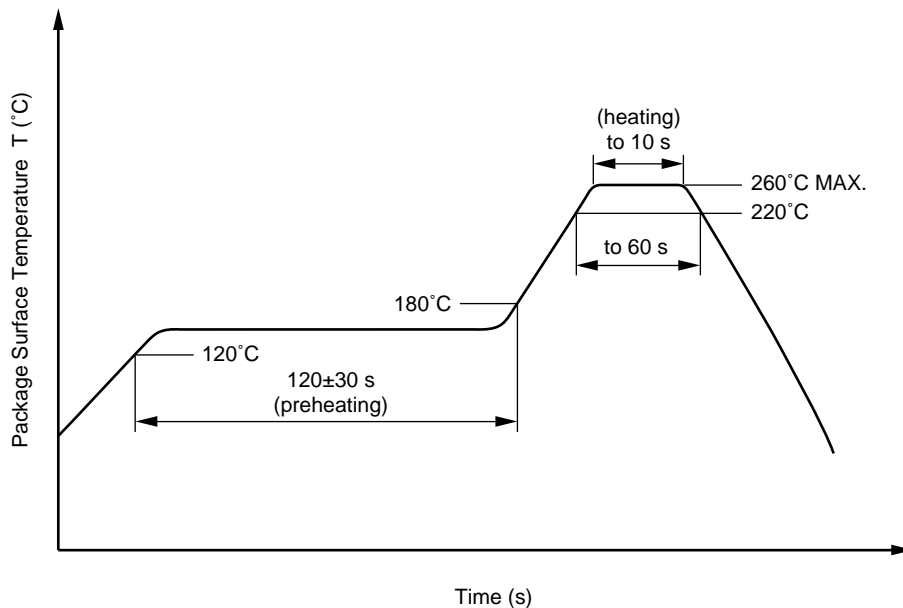 Package Surface Temperature T (˚C)
(heating)
to 10 s
260˚C MAX.
220˚C
to 60 s
180˚C
120˚C
120±30 s
(preheating)
Time (s)